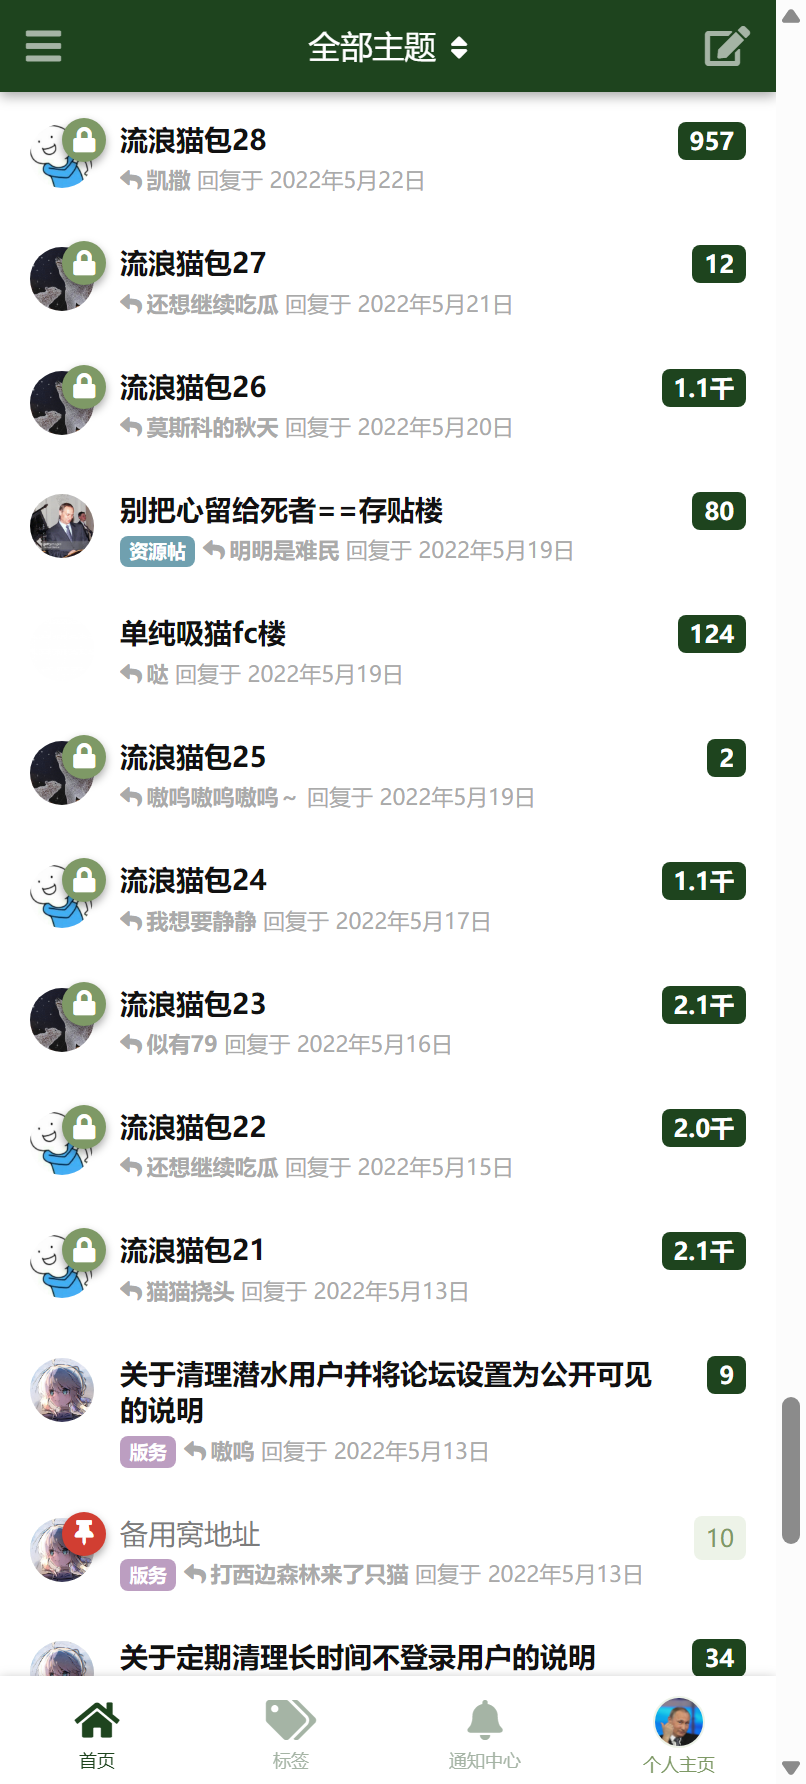 全部主题
流浪猫包28
957
凯撒 回复于 2022年5月22日
流浪猫包27
12
还想继续吃瓜 回复于 2022年5月21日
流浪猫包26
1.1千
莫斯科的秋天 回复于 2022年5月20日
别把心留给死者==存贴楼
80
资源帖 明明是难民 回复于 2022年5月19日
单纯吸猫fc楼
124
哒 回复于 2022年5月19日
流浪猫包25
2
嗷呜嗷呜嗷呜~ 回复于 2022年5月19日
流浪猫包24
1.1千
我想要静静 回复于 2022年5月17日
流浪猫包23
2.1千
似有79 回复于 2022年5月16日
流浪猫包22
2.0千
还想继续吃瓜 回复于 2022年5月15日
流浪猫包21
2.1千
猫猫挠头 回复于 2022年5月13日
关于清理潜水用户并将论坛设置为公开可见
的说明
9
版务 嗷呜 回复于 2022年5月13日
备用窝地址
10
版务 打西边森林来了只猫 回复于 2022年5月13日
关于定期清理长时间不登录用户的说明
34
首页
标签
通知中心
个人主页